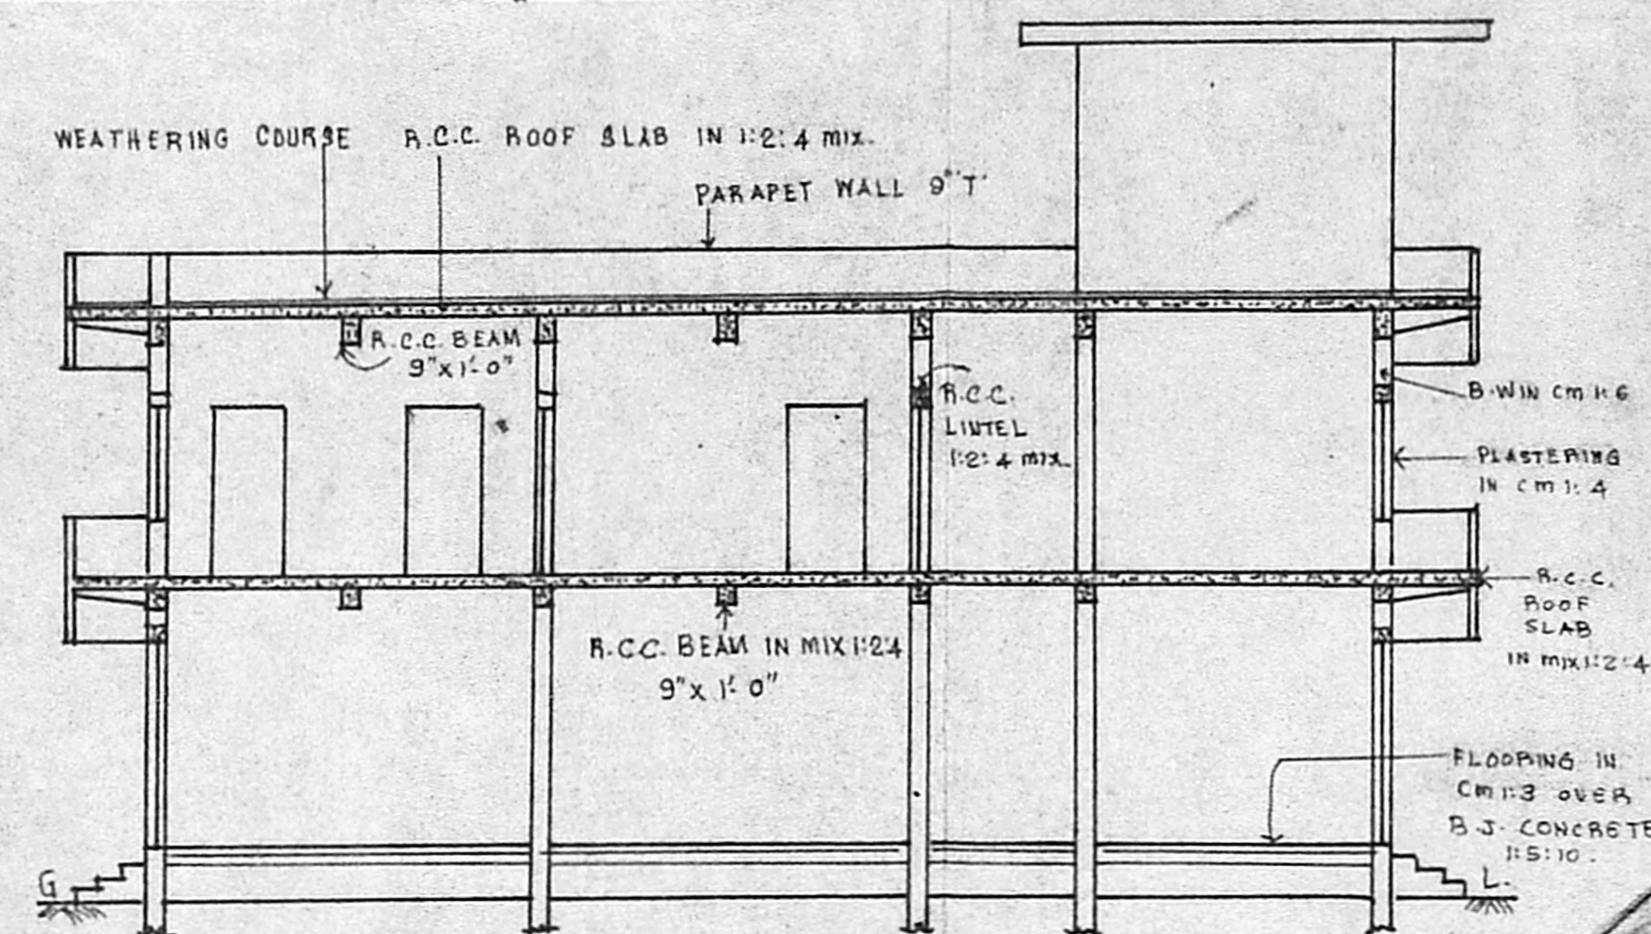 WEATHERING COURSE R.C.C. ROOF SLAB IN 1:2:4 MIX.
PARAPET WALL 9" 'T'
R.C.C. BEAM
9"X1'-0"
R.C.C.
LINTEL
1:2:4 MIX.
B.W IN CM 1:6
PLASTERING
IN CM 1:4
R.C.C.
ROOF
SLAB
IN MIX 1:2:4
R.C.C. BEAM IN MIX 1:2:4
9"X 1'-0"
FLOORING IN
CM 1:3 OVER
B.J. CONCRETE
1:5:10.
G
L.